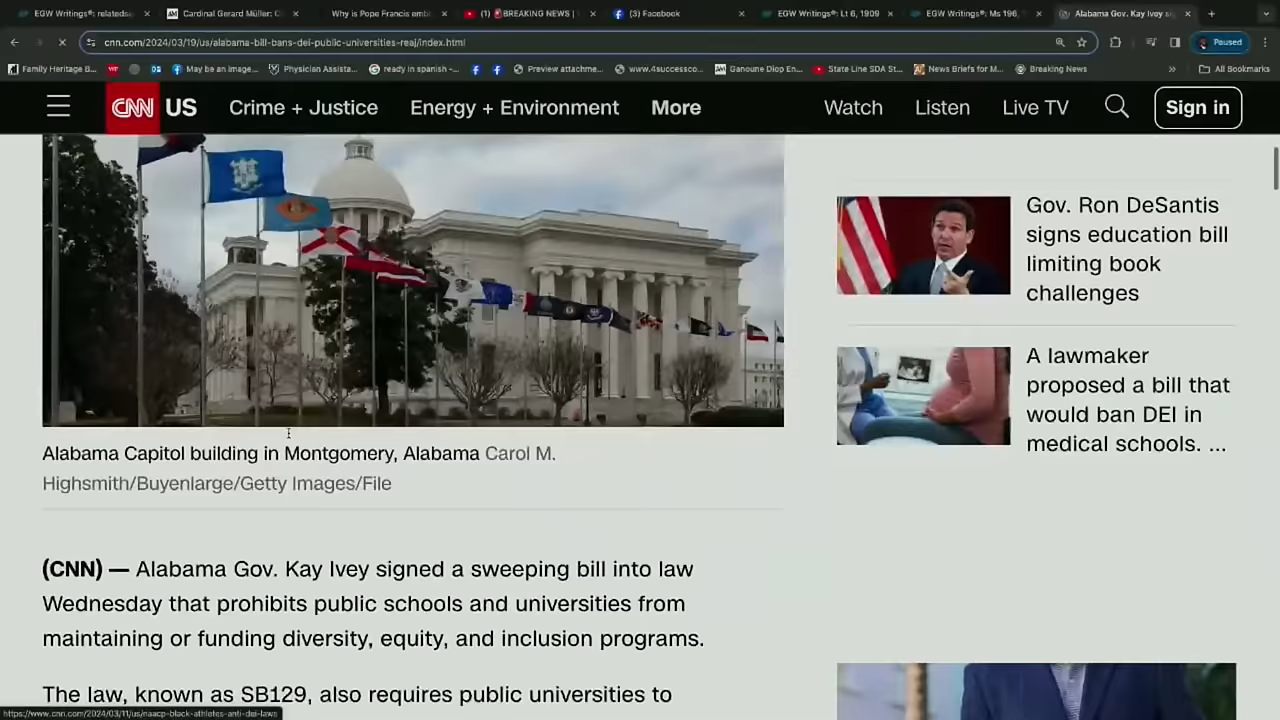 EGW Writings®: relatedse
Cardinal Gerard Müller: C
Why is Pope Francis emb
(1) BREAKING NEWS |
(3) Facebook
EGW Writings®: Lt 6, 1909
EGW Writings®: Ms 196,
Alabama Gov. Kay Ivey si
cnn.com/2024/03/19/us/alabama-bill-bans-dei-public-universities-reaj/index.html
Paused
Family Heritage B...
May be an image...
Physician Assista...
ready in spanish -...
Preview attachme...
www.4successco...
Ganoune Diop En...
State Line SDA St...
News Briefs for M...
Breaking News
All Bookmarks
CNN US
Crime + Justice
Energy + Environment
More
Watch
Listen
Live TV
Sign in
Alabama Capitol building in Montgomery, Alabama Carol M.
Highsmith/Buyenlarge/Getty Images/File
(CNN) — Alabama Gov. Kay Ivey signed a sweeping bill into law
Wednesday that prohibits public schools and universities from
maintaining or funding diversity, equity, and inclusion programs.
The law, known as SB129, also requires public universities to
Gov. Ron DeSantis
signs education bill
limiting book
challenges
A lawmaker
proposed a bill that
would ban DEI in
medical schools. ...
https://www.cnn.com/2024/03/11/us/naacp-black-athletes-anti-dei-laws